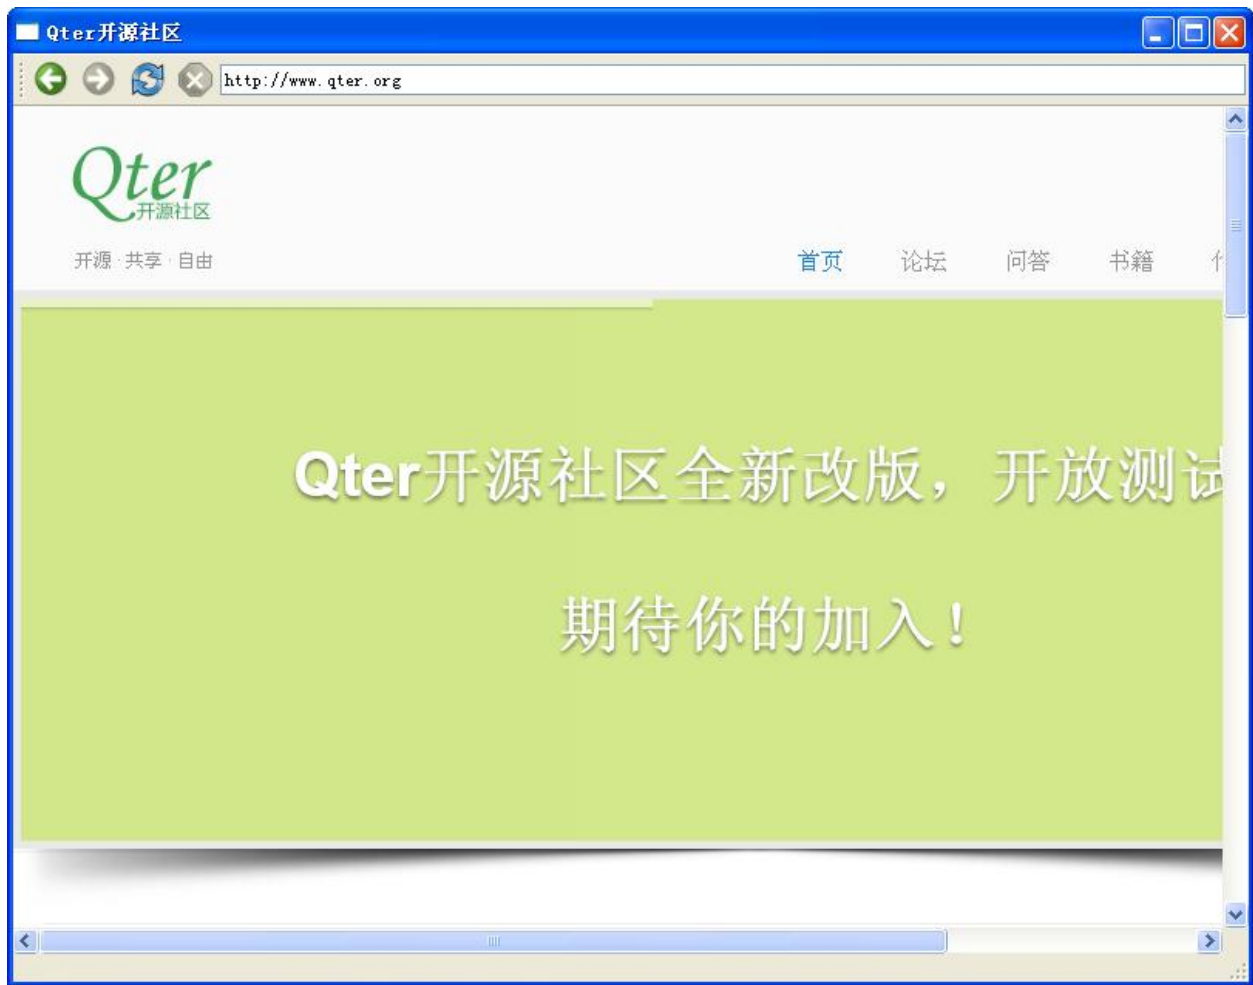 Qter开源社区
http://www.qter.org
Qter
开源社区
开源·共享·自由
首页 论坛 问答 书籍
Qter开源社区全新改版，开放测试
期待你的加入！